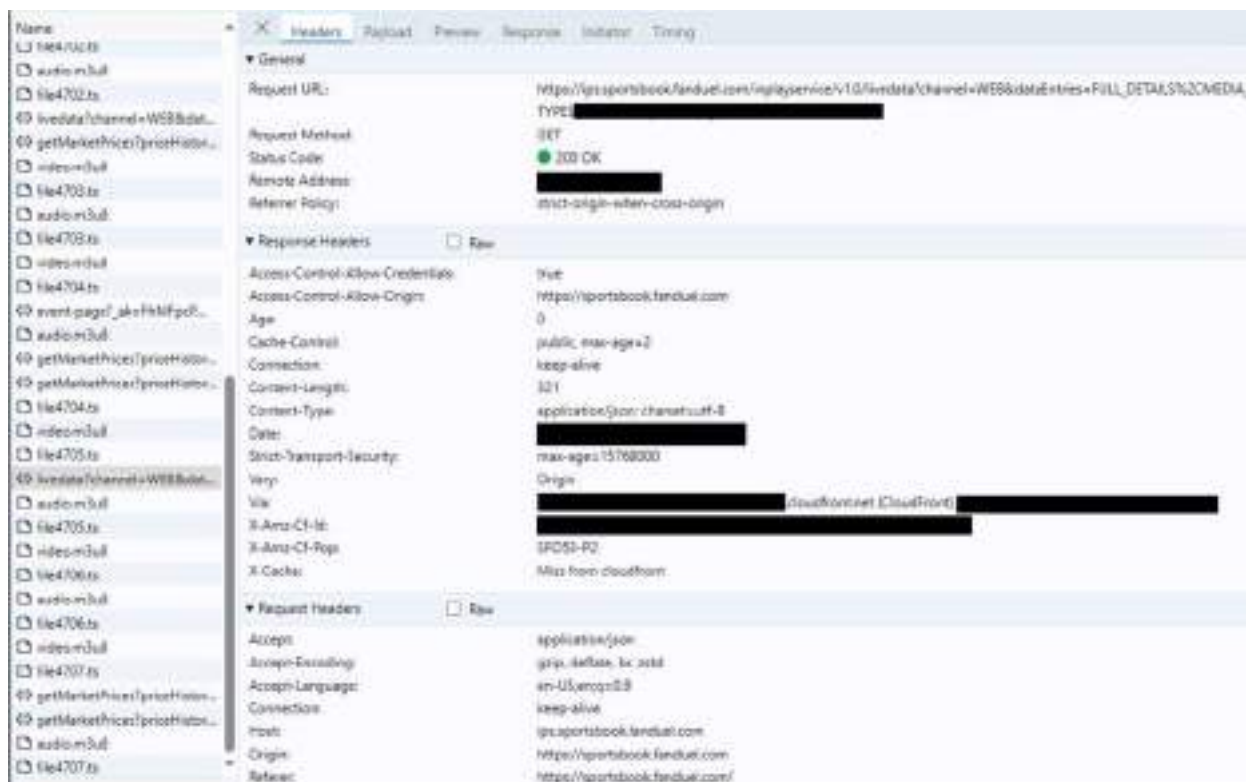 Name
file4702.ts
audio.m3u8
file4702.ts
livedata?channel=WEB&dat...
getMarketPrices?priceHistor...
video.m3u8
file4703.ts
audio.m3u8
file4703.ts
video.m3u8
file4704.ts
event-page?_ak=FhMFpcP...
audio.m3u8
getMarketPrices?priceHistor...
getMarketPrices?priceHistor...
file4704.ts
video.m3u8
file4705.ts
livedata?channel=WEB&dat...
audio.m3u8
file4705.ts
video.m3u8
file4706.ts
audio.m3u8
file4706.ts
video.m3u8
file4707.ts
getMarketPrices?priceHistor...
getMarketPrices?priceHistor...
audio.m3u8
file4707.ts
Headers Payload Preview Response Initiator Timing
▼ General
Request URL: https://ips.sportsbook.fanduel.com/inplayservice/v1.0/livedata?channel=WEB&dataEntries=FULL_DETAILS%2CMEDIA_
TYPES
Request Method: GET
Status Code: 200 OK
Remote Address:
Referrer Policy: strict-origin-when-cross-origin
▼ Response Headers Raw
Access-Control-Allow-Credentials: true
Access-Control-Allow-Origin: https://sportsbook.fanduel.com
Age: 0
Cache-Control: public, max-age=2
Connection: keep-alive
Content-Length: 321
Content-Type: application/json; charset=utf-8
Date:
Strict-Transport-Security: max-age=15768000
Vary: Origin
Via: .cloudfront.net (CloudFront)
X-Amz-Cf-Id:
X-Amz-Cf-Pop: SFO53-P2
X-Cache: Miss from cloudfront
▼ Request Headers Raw
Accept: application/json
Accept-Encoding: gzip, deflate, br, zstd
Accept-Language: en-US,en;q=0.9
Connection: keep-alive
Host: ips.sportsbook.fanduel.com
Origin: https://sportsbook.fanduel.com
Referer: https://sportsbook.fanduel.com/